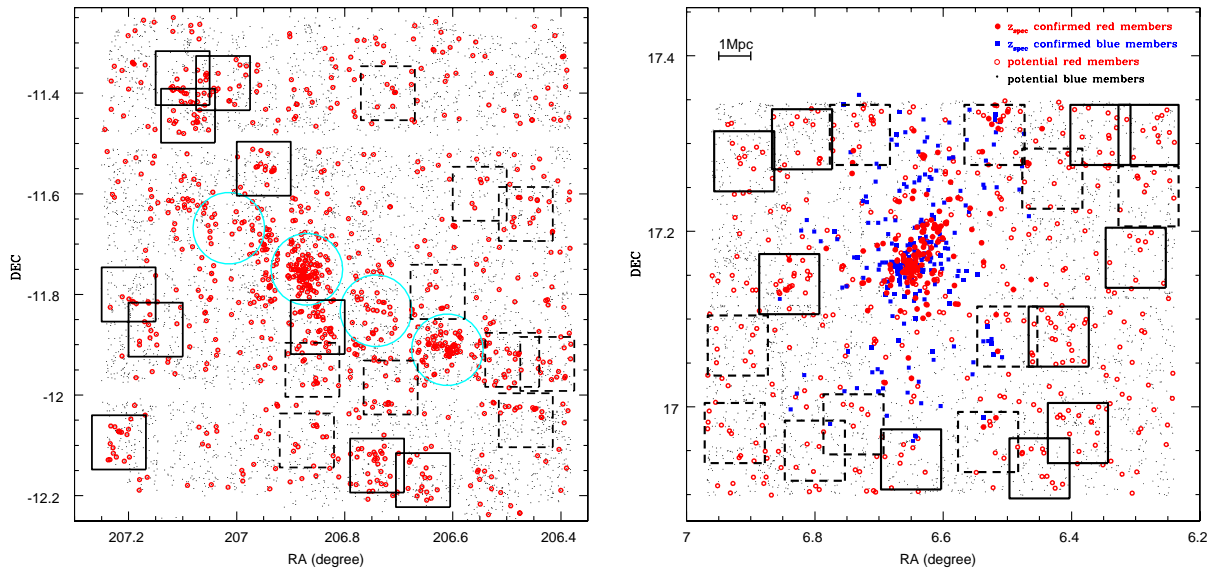 -11.4
-11.6
-11.8
-12
-12.2
DEC
207.2
207
206.8
206.6
206.4
RA (degree)
17.4
17.2
17
DEC
1Mpc
zspec confirmed red members
zspec confirmed blue members
potential red members
potential blue members
7
6.8
6.6
6.4
6.2
RA (degree)